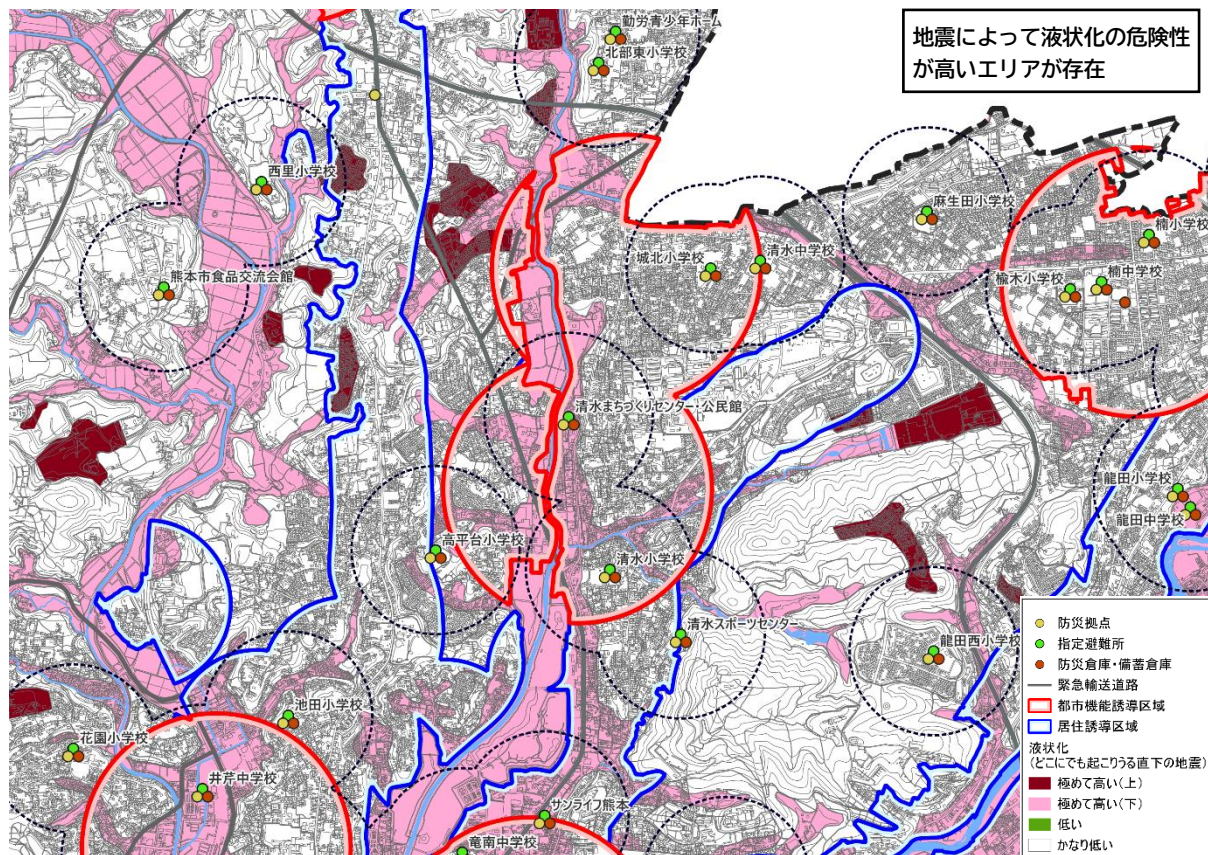 地震によって液状化の危険性
が高いエリアが存在
勤労青少年ホーム
北部東小学校
西里小学校
麻生田小学校
楠小学校
城北小学校
清水中学校
熊本市食品交流会館
楡木小学校
楠中学校
清水まちづくりセンター・公民館
龍田小学校
龍田中学校
高平台小学校
清水小学校
清水スポーツセンター
龍田西小学校
池田小学校
花園小学校
井芹中学校
サンライフ熊本
竜南中学校
防災拠点
指定避難所
防災倉庫・備蓄倉庫
緊急輸送道路
都市機能誘導区域
居住誘導区域
液状化
(どこにでも起こりうる直下の地震)
極めて高い(上)
極めて高い(下)
低い
かなり低い